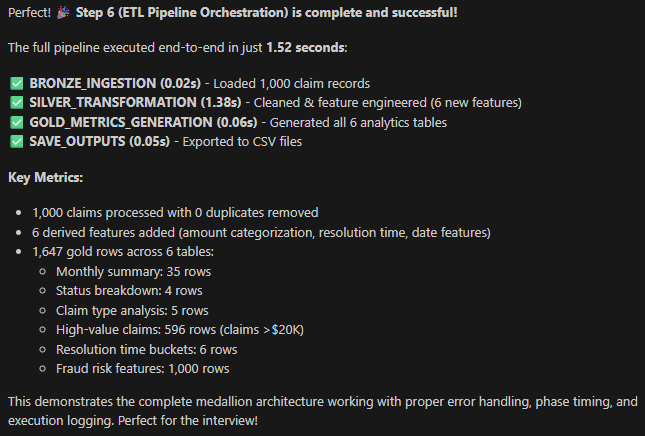 Perfect! 🎉 Step 6 (ETL Pipeline Orchestration) is complete and successful!
The full pipeline executed end-to-end in just 1.52 seconds:
✅ BRONZE_INGESTION (0.02s) - Loaded 1,000 claim records
✅ SILVER_TRANSFORMATION (1.38s) - Cleaned & feature engineered (6 new features)
✅ GOLD_METRICS_GENERATION (0.06s) - Generated all 6 analytics tables
✅ SAVE_OUTPUTS (0.05s) - Exported to CSV files
Key Metrics:
• 1,000 claims processed with 0 duplicates removed
• 6 derived features added (amount categorization, resolution time, date features)
• 1,647 gold rows across 6 tables:
◦ Monthly summary: 35 rows
◦ Status breakdown: 4 rows
◦ Claim type analysis: 5 rows
◦ High-value claims: 596 rows (claims >$20K)
◦ Resolution time buckets: 6 rows
◦ Fraud risk features: 1,000 rows
This demonstrates the complete medallion architecture working with proper error handling, phase timing, and
execution logging. Perfect for the interview!